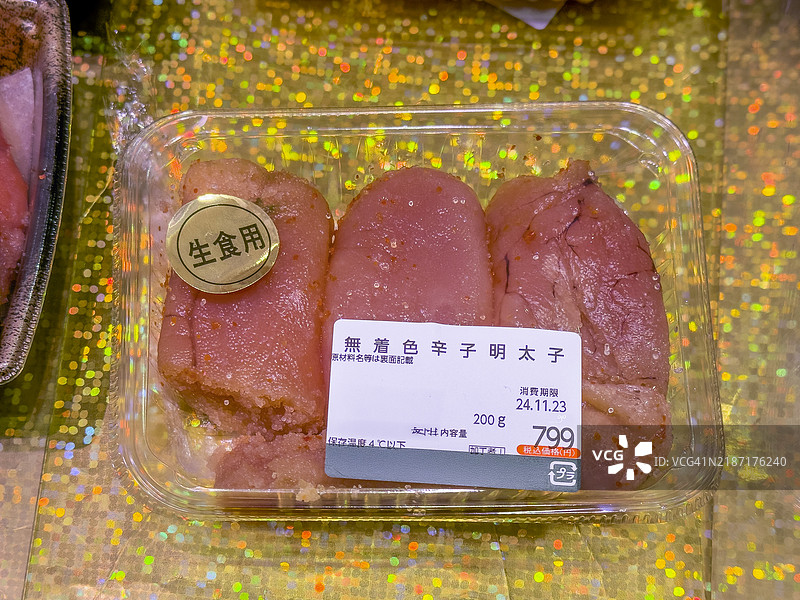 生食用
無着色辛子明太子
原材料名等は裏面記載
消費期限
24.11.23
200g
内容量
799
税込価格(円)
保存温度4℃以下
プラ
VCG
VCG41N2187176240